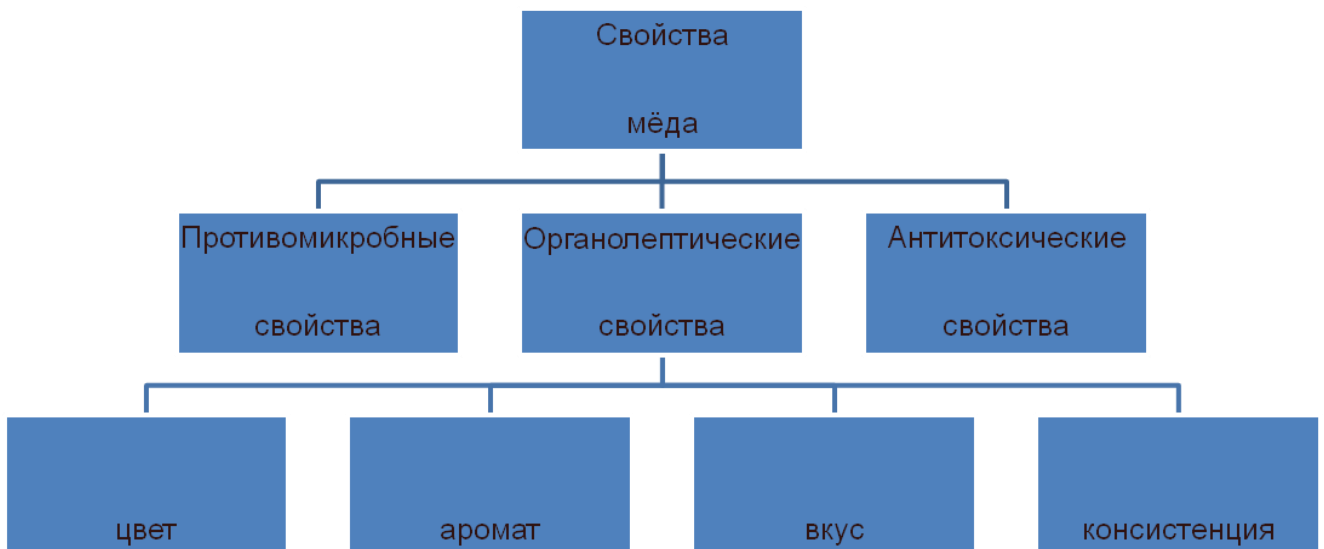 Свойства
мёда
Противомикробные
свойства
Органолептические
свойства
Антитоксические
свойства
цвет
аромат
вкус
консистенция